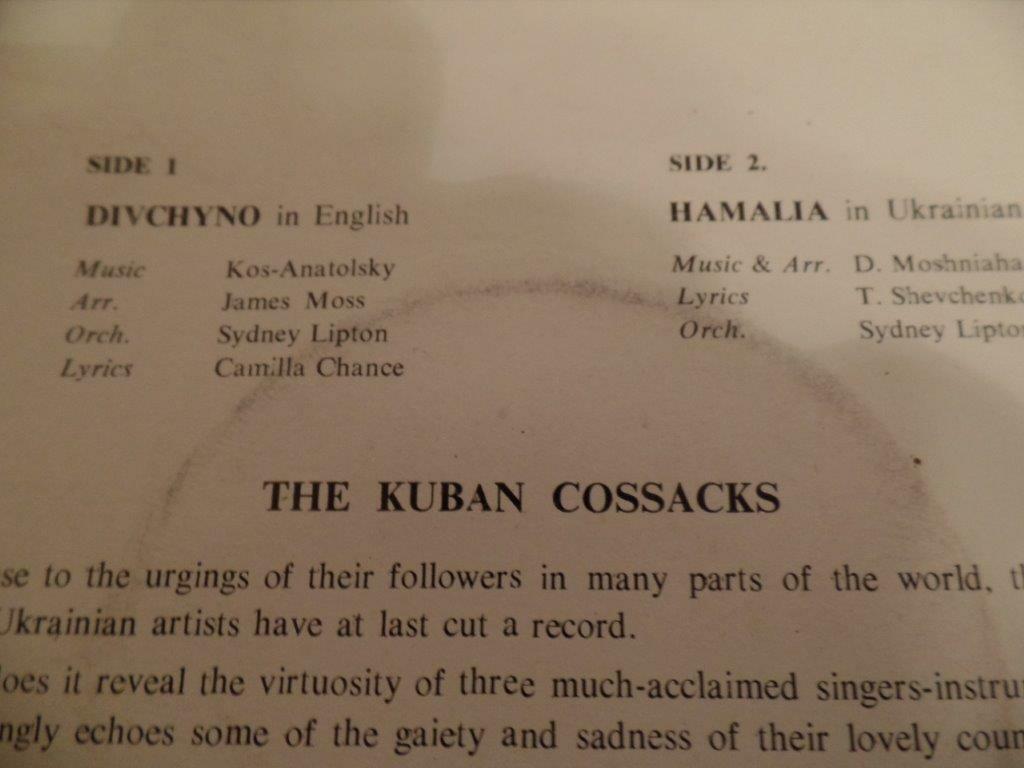 SIDE 1
DIVCHYNO in English
Music Kos-Anatolsky
Arr. James Moss
Orch. Sydney Lipton
Lyrics Camilla Chance
SIDE 2.
HAMALIA in Ukrainian
Music & Arr. D. Moshniaha
Lyrics T. Shevchenko
Orch. Sydney Lipton
THE KUBAN COSSACKS
se to the urgings of their followers in many parts of the world, th
Ukrainian artists have at last cut a record.
does it reveal the virtuosity of three much-acclaimed singers-instru
ngly echoes some of the gaiety and sadness of their lovely coun